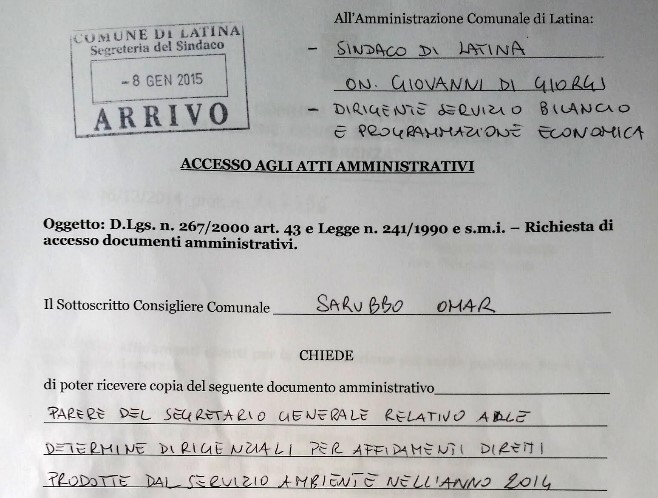 COMUNE DI LATINA
Segreteria del Sindaco
- 8 GEN 2015
ARRIVO
All'Amministrazione Comunale di Latina:
- SINDACO DI LATINA
ON. GIOVANNI DI GIORGI
- DIRIGENTE SERVIZIO BILANCIO
E PROGRAMMAZIONE ECONOMICA
ACCESSO AGLI ATTI AMMINISTRATIVI
Oggetto: D.Lgs. n. 267/2000 art. 43 e Legge n. 241/1990 e s.m.i. – Richiesta di
accesso documenti amministrativi.
Il Sottoscritto Consigliere Comunale SARUBBO OMAR
CHIEDE
di poter ricevere copia del seguente documento amministrativo
PARERE DEL SEGRETARIO GENERALE RELATIVO ALLE
DETERMINE DIRIGENZIALI PER AFFIDAMENTI DIRETTI
PRODOTTE DAL SERVIZIO AMBIENTE NELL'ANNO 2014